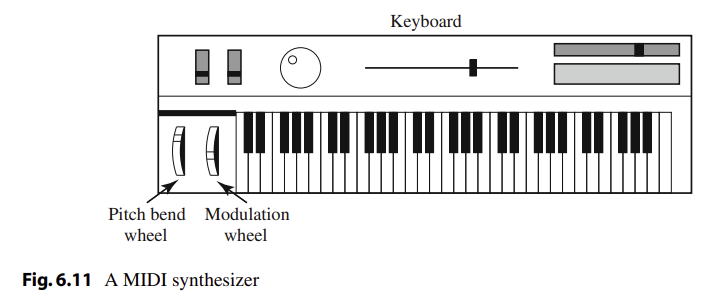 Keyboard
Pitch bend
wheel
Modulation
wheel
Fig. 6.11 A MIDI synthesizer